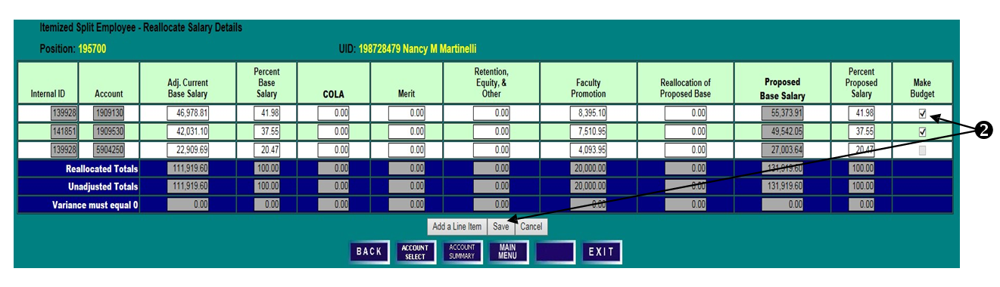 Itemized Split Employee - Reallocate Salary Details
Position: 195700 UID: 198728479 Nancy M Martinelli
Internal ID Account Adj. Current Base Salary Percent Base Salary COLA Merit Retention, Equity, & Other Faculty Promotion Reallocation of Proposed Base Proposed Base Salary Percent Proposed Salary Make Budget
139928 1909130 46,978.81 41.98 0.00 0.00 0.00 8,395.10 0.00 55,373.91 41.98
141851 1909530 42,031.10 37.55 0.00 0.00 0.00 7,510.95 0.00 49,542.05 37.55
139928 5904250 22,909.69 20.47 0.00 0.00 0.00 4,093.95 0.00 27,003.64 20.47
Reallocated Totals 111,919.60 100.00 0.00 0.00 0.00 20,000.00 0.00 131,919.60 100.00
Unadjusted Totals 111,919.60 100.00 0.00 0.00 0.00 20,000.00 0.00 131,919.60 100.00
Variance must equal 0 0.00 0.00 0.00 0.00 0.00 0.00 0.00 0.00 0.00
❷
Add a Line Item Save Cancel
BACK ACCOUNT SELECT ACCOUNT SUMMARY MAIN MENU EXIT